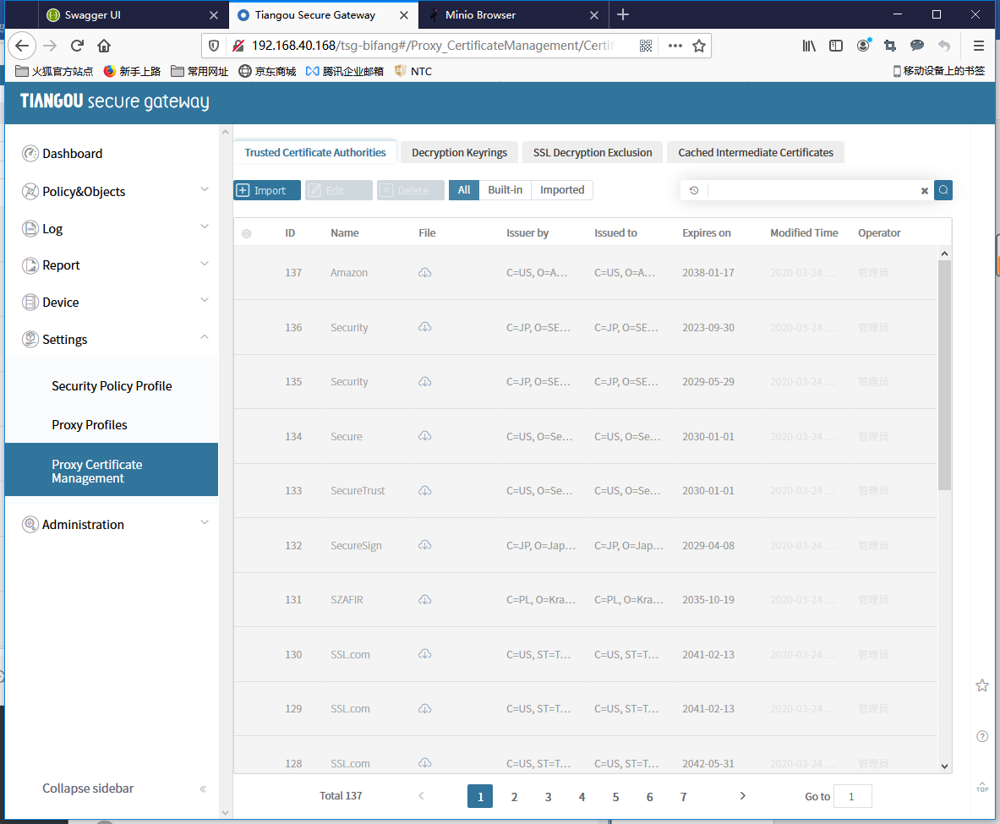 Swagger UI
Tiangou Secure Gateway
Minio Browser
192.168.40.168/tsg-bifang#/Proxy_CertificateManagement/Certi
火狐官方站点
新手上路
常用网址
京东商城
腾讯企业邮箱
NTC
移动设备上的书签
TIANGOU secure gateway
Dashboard
Policy&Objects
Log
Report
Device
Settings
Security Policy Profile
Proxy Profiles
Proxy Certificate
Management
Administration
Collapse sidebar
Trusted Certificate Authorities
Decryption Keyrings
SSL Decryption Exclusion
Cached Intermediate Certificates
Import
Edit
Delete
All
Built-in
Imported
ID Name File Issuer by Issued to Expires on Modified Time Operator
137 Amazon C=US, O=A... C=US, O=A... 2038-01-17 2020-03-24 ... 管理员
136 Security C=JP, O=SE... C=JP, O=SE... 2023-09-30 2020-03-24 ... 管理员
135 Security C=JP, O=SE... C=JP, O=SE... 2029-05-29 2020-03-24 ... 管理员
134 Secure C=US, O=Se... C=US, O=Se... 2030-01-01 2020-03-24 ... 管理员
133 SecureTrust C=US, O=Se... C=US, O=Se... 2030-01-01 2020-03-24 ... 管理员
132 SecureSign C=JP, O=Jap... C=JP, O=Jap... 2029-04-08 2020-03-24 ... 管理员
131 SZAFIR C=PL, O=Kra... C=PL, O=Kra... 2035-10-19 2020-03-24 ... 管理员
130 SSL.com C=US, ST=T... C=US, ST=T... 2041-02-13 2020-03-24 ... 管理员
129 SSL.com C=US, ST=T... C=US, ST=T... 2041-02-13 2020-03-24 ... 管理员
128 SSL.com C=US, ST=T... C=US, ST=T... 2042-05-31 2020-03-24 ... 管理员
Total 137
1 2 3 4 5 6 7
Go to 1
TOP